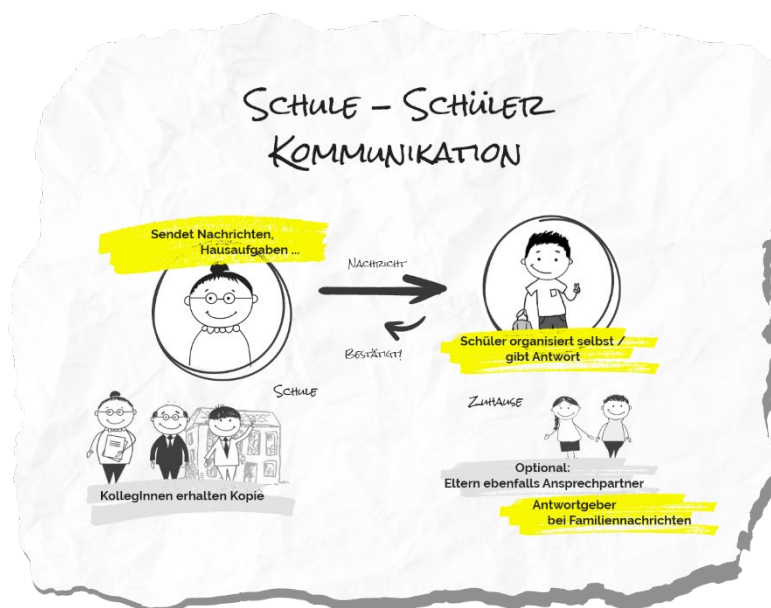 SCHULE – SCHÜLER
KOMMUNIKATION
Sendet Nachrichten,
Hausaufgaben ...
NACHRICHT
BESTÄTIGT!
Schüler organisiert selbst /
gibt Antwort
SCHULE
ZUHAUSE
KollegInnen erhalten Kopie
Optional:
Eltern ebenfalls Ansprechpartner
Antwortgeber
bei Familiennachrichten